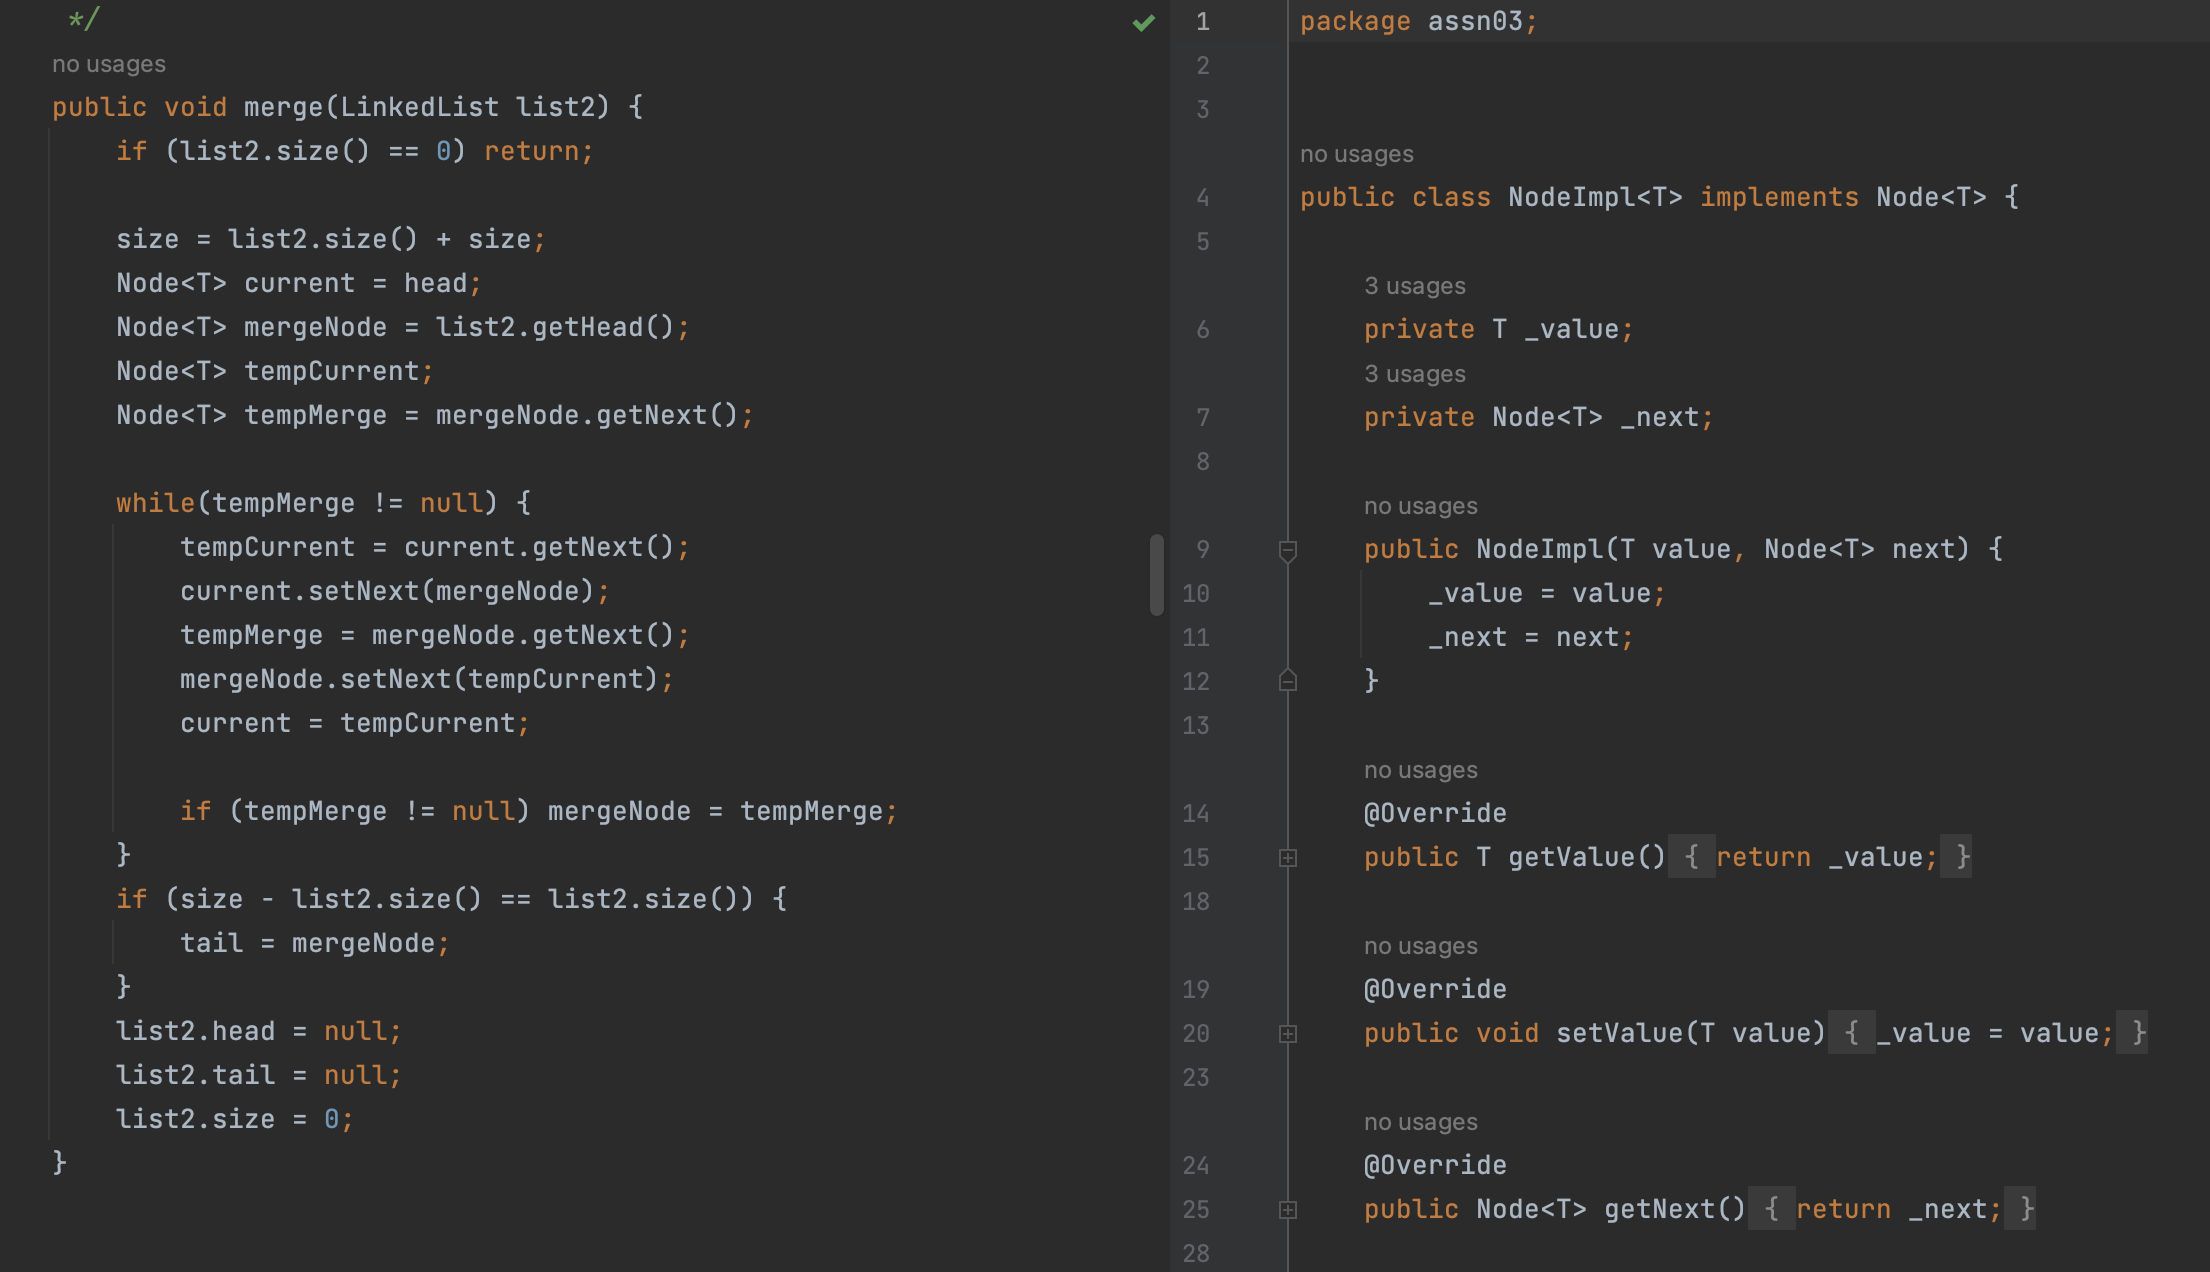 */
no usages
public void merge(LinkedList list2) {
if (list2.size() == 0) return;
size = list2.size() + size;
Node<T> current = head;
Node<T> mergeNode = list2.getHead();
Node<T> tempCurrent;
Node<T> tempMerge = mergeNode.getNext();
while(tempMerge != null) {
tempCurrent = current.getNext();
current.setNext(mergeNode);
tempMerge = mergeNode.getNext();
mergeNode.setNext(tempCurrent);
current = tempCurrent;
if (tempMerge != null) mergeNode = tempMerge;
}
if (size - list2.size() == list2.size()) {
tail = mergeNode;
}
list2.head = null;
list2.tail = null;
list2.size = 0;
}
1 package assn03;
2
3
no usages
4 public class NodeImpl<T> implements Node<T> {
5
3 usages
6 private T _value;
3 usages
7 private Node<T> _next;
8
no usages
9 public NodeImpl(T value, Node<T> next) {
10 _value = value;
11 _next = next;
12 }
13
no usages
14 @Override
15 public T getValue() { return _value; }
18
no usages
19 @Override
20 public void setValue(T value) { _value = value; }
23
no usages
24 @Override
25 public Node<T> getNext() { return _next; }
28